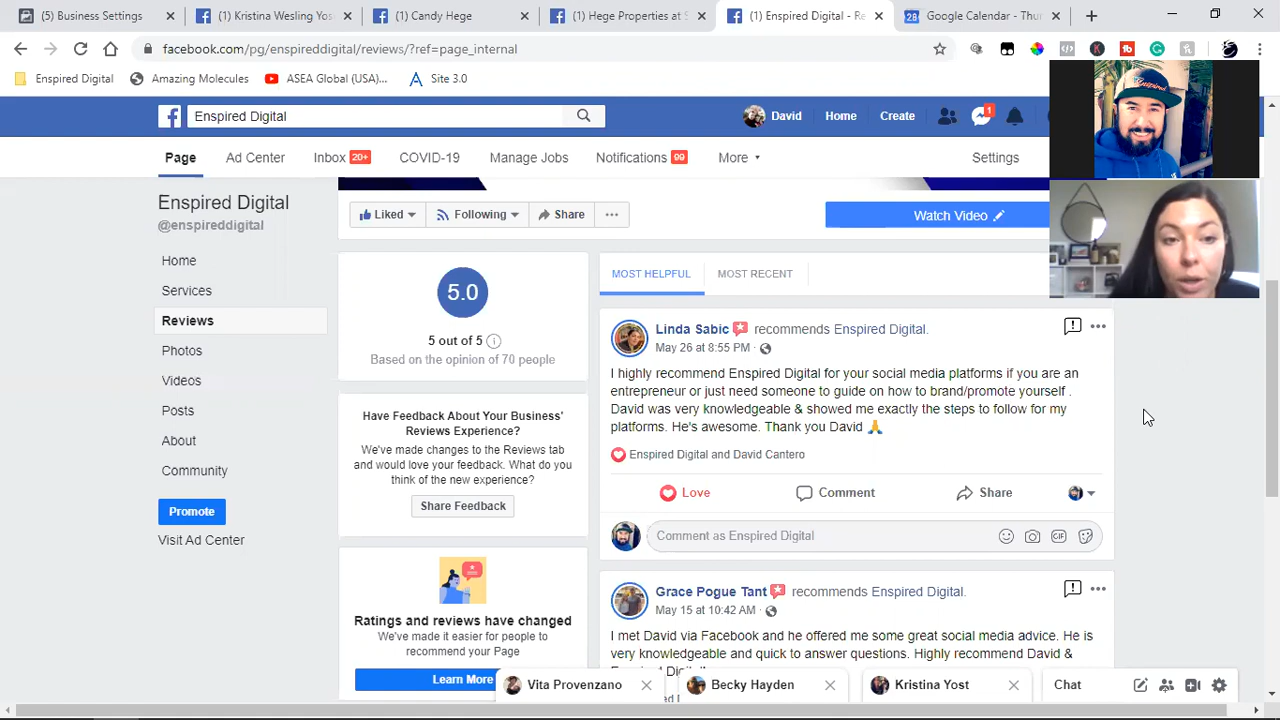 (5) Business Settings
(1) Kristina Wesling Yos
(1) Candy Hege
(1) Hege Properties at S
(1) Enspired Digital - Re
28
Google Calendar - Thur
facebook.com/pg/enspireddigital/reviews/?ref=page_internal
Enspired Digital
Amazing Molecules
ASEA Global (USA)...
Site 3.0
Enspired Digital
David
Home
Create
1
Page
Ad Center
Inbox 20+
COVID-19
Manage Jobs
Notifications 99
More
Settings
Enspired Digital
@enspireddigital
Home
Services
Reviews
Photos
Videos
Posts
About
Community
Promote
Visit Ad Center
Liked
Following
Share
Watch Video
5.0
5 out of 5
Based on the opinion of 70 people
Have Feedback About Your Business'
Reviews Experience?
We've made changes to the Reviews tab
and would love your feedback. What do you
think of the new experience?
Share Feedback
Ratings and reviews have changed
We've made it easier for people to
recommend your Page
Learn More
MOST HELPFUL
MOST RECENT
Linda Sabic recommends Enspired Digital.
May 26 at 8:55 PM
I highly recommend Enspired Digital for your social media platforms if you are an
entrepreneur or just need someone to guide on how to brand/promote yourself .
David was very knowledgeable & showed me exactly the steps to follow for my
platforms. He's awesome. Thank you David 🙏
Enspired Digital and David Cantero
Love
Comment
Share
Comment as Enspired Digital
GIF
Grace Pogue Tant recommends Enspired Digital.
May 15 at 10:42 AM
I met David via Facebook and he offered me some great social media advice. He is
very knowledgeable and quick to answer questions. Highly recommend David &
Vita Provenzano
Becky Hayden
Kristina Yost
Chat